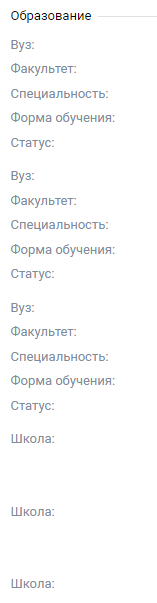 Образование
Вуз:
Факультет:
Специальность:
Форма обучения:
Статус:
Вуз:
Факультет:
Специальность:
Форма обучения:
Статус:
Вуз:
Факультет:
Специальность:
Форма обучения:
Статус:
Школа:
Школа:
Школа: